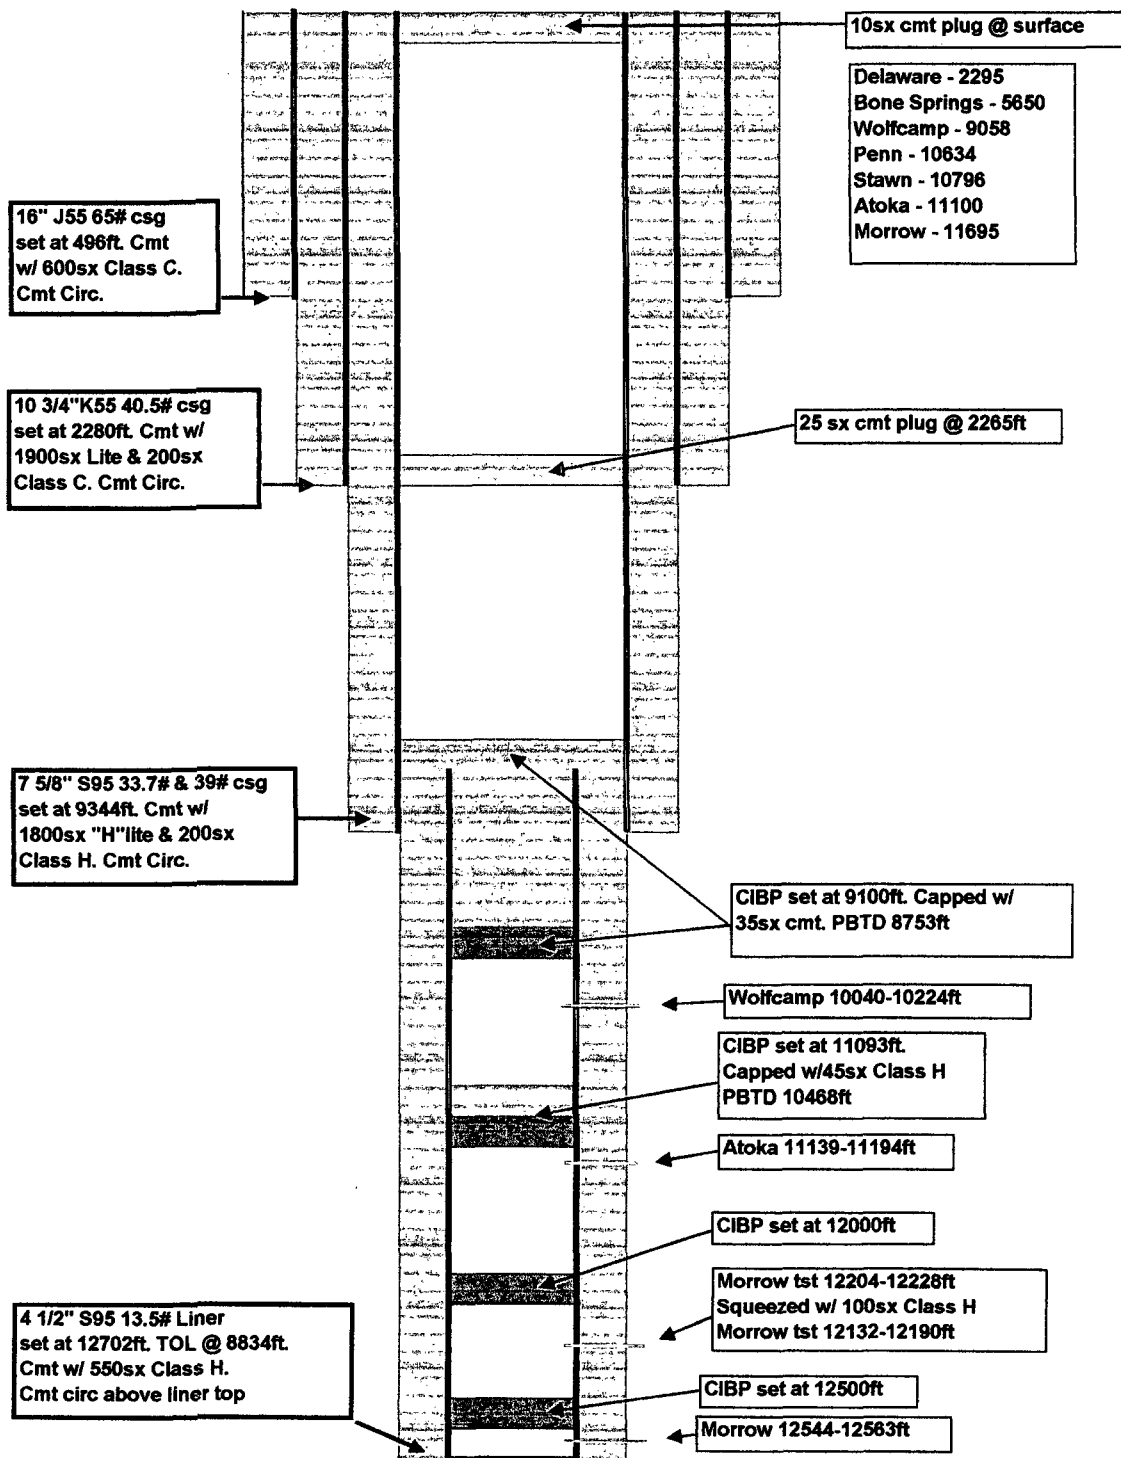 10sx cmt plug @ surface
Delaware - 2295
Bone Springs - 5650
Wolfcamp - 9058
Penn - 10634
Stawn - 10796
Atoka - 11100
Morrow - 11695
16" J55 65# csg
set at 496ft. Cmt
w/ 600sx Class C.
Cmt Circ.
10 3/4"K55 40.5# csg
set at 2280ft. Cmt w/
1900sx Lite & 200sx
Class C. Cmt Circ.
25 sx cmt plug @ 2265ft
7 5/8" S95 33.7# & 39# csg
set at 9344ft. Cmt w/
1800sx "H"lite & 200sx
Class H. Cmt Circ.
CIBP set at 9100ft. Capped w/
35sx cmt. PBTD 8753ft
Wolfcamp 10040-10224ft
CIBP set at 11093ft.
Capped w/45sx Class H
PBTD 10468ft
Atoka 11139-11194ft
CIBP set at 12000ft
Morrow tst 12204-12228ft
Squeezed w/ 100sx Class H
Morrow tst 12132-12190ft
4 1/2" S95 13.5# Liner
set at 12702ft. TOL @ 8834ft.
Cmt w/ 550sx Class H.
Cmt circ above liner top
CIBP set at 12500ft
Morrow 12544-12563ft